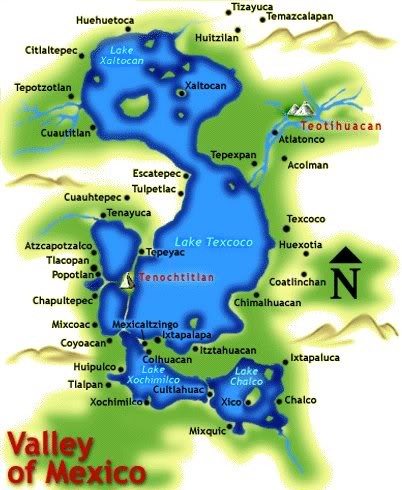 Tizayuca
Temazcalapan
Huehuetoca
Huitzilan
Citlaltepec
Lake
Xaltocan
Tepotzotlan
Xaltocan
Teotihuacan
Cuautitlan
Atlatonco
Tepexpan
Acolman
Escatepec
Tulpetlac
Cuauhtepec
Tenayuca
Texcoco
Lake Texcoco
Atzcapotzalco
Tepeyac
Huexotia
Tlacopan
Popotlan
Tenochtitlan
Coatlinchan
N
Chapultepec
Chimalhuacan
Mixcoac
Mexicaltzingo
Ixtapalapa
Coyoacan
Itztahuacan
Colhuacan
Ixtapaluca
Huipulco
Lake
Xochimilco
Lake
Chalco
Tlalpan
Cuitlahuac
Xochimilco
Xico
Chalco
Mixquic
Valley
of Mexico